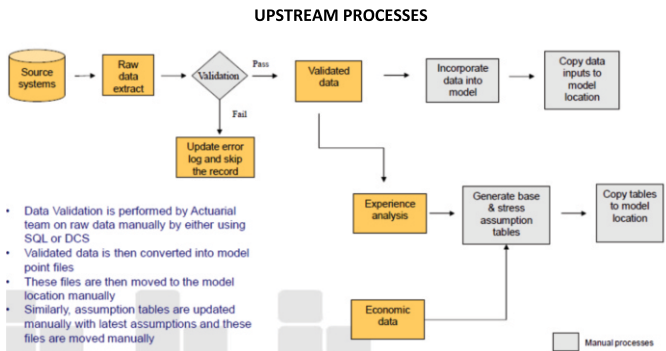 UPSTREAM PROCESSES
Source
systems
Raw
data
extract
Validation
Pass
Fail
Validated
data
Incorporate
data into
model
Copy data
inputs to
model
location
Update error
log and skip
the record
Experience
analysis
Generate base
& stress
assumption
tables
Copy tables
to model
location
Economic
data
• Data Validation is performed by Actuarial
team on raw data manually by either using
SQL or DCS
• Validated data is then converted into model
point files
• These files are then moved to the model
location manually
• Similarly, assumption tables are updated
manually with latest assumptions and these
files are moved manually
Manual processes